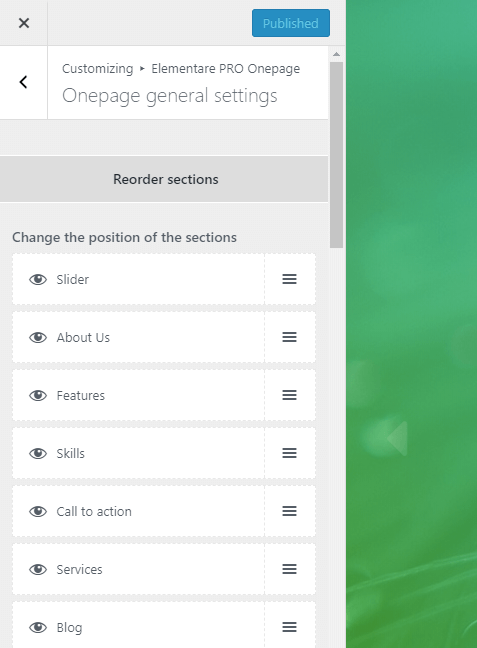 Published
Customizing ▸ Elementare PRO Onepage
Onepage general settings
Reorder sections
Change the position of the sections
Slider
About Us
Features
Skills
Call to action
Services
Blog